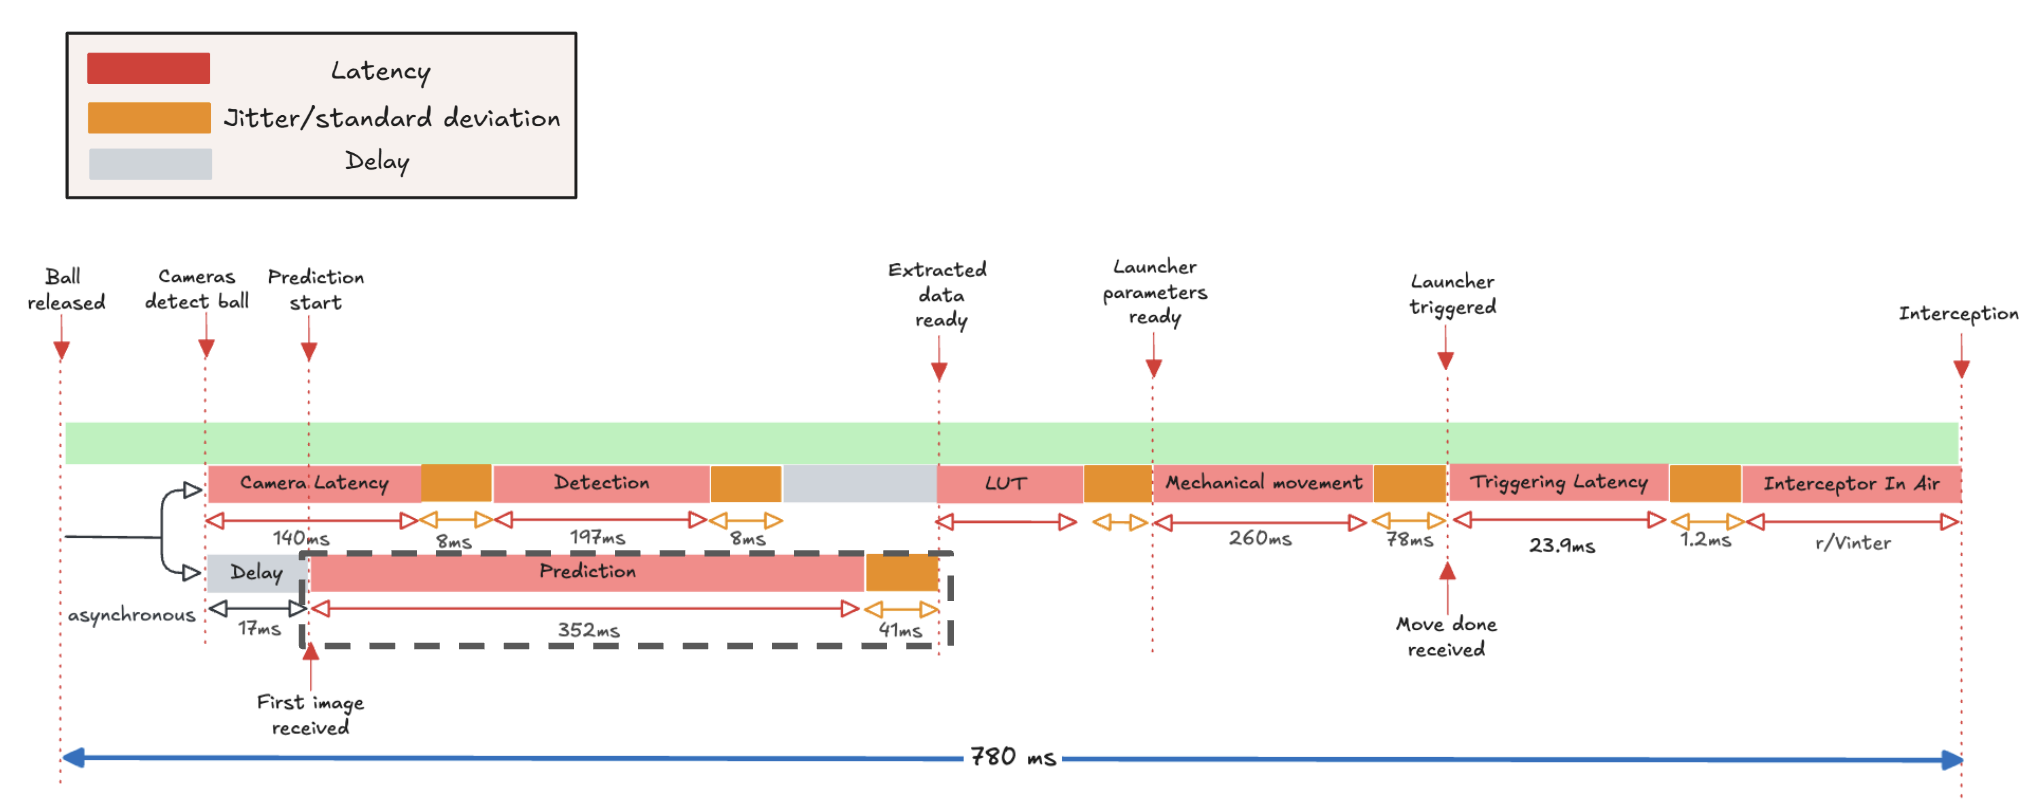 Latency
Jitter/standard deviation
Delay
Ball
released
Cameras
detect ball
Prediction
start
Extracted
data
ready
Launcher
parameters
ready
Launcher
triggered
Interception
Camera Latency
Detection
LUT
Mechanical movement
Triggering Latency
Interceptor In Air
140ms
8ms
197ms
8ms
260ms
78ms
23.9ms
1.2ms
r/Vinter
Delay
Prediction
asynchronous
17ms
352ms
41ms
Move done
received
First image
received
780 ms